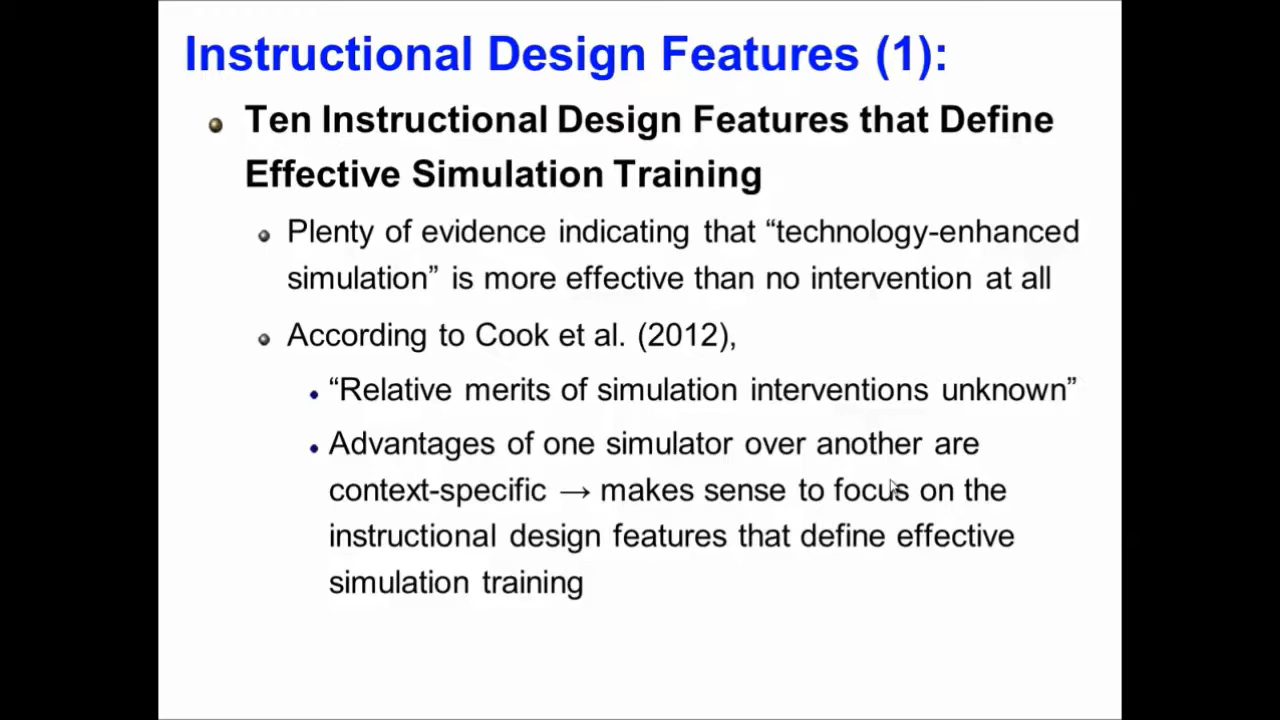 Instructional Design Features (1):
Ten Instructional Design Features that Define
Effective Simulation Training
Plenty of evidence indicating that “technology-enhanced
simulation” is more effective than no intervention at all
According to Cook et al. (2012),
“Relative merits of simulation interventions unknown”
Advantages of one simulator over another are
context-specific → makes sense to focus on the
instructional design features that define effective
simulation training